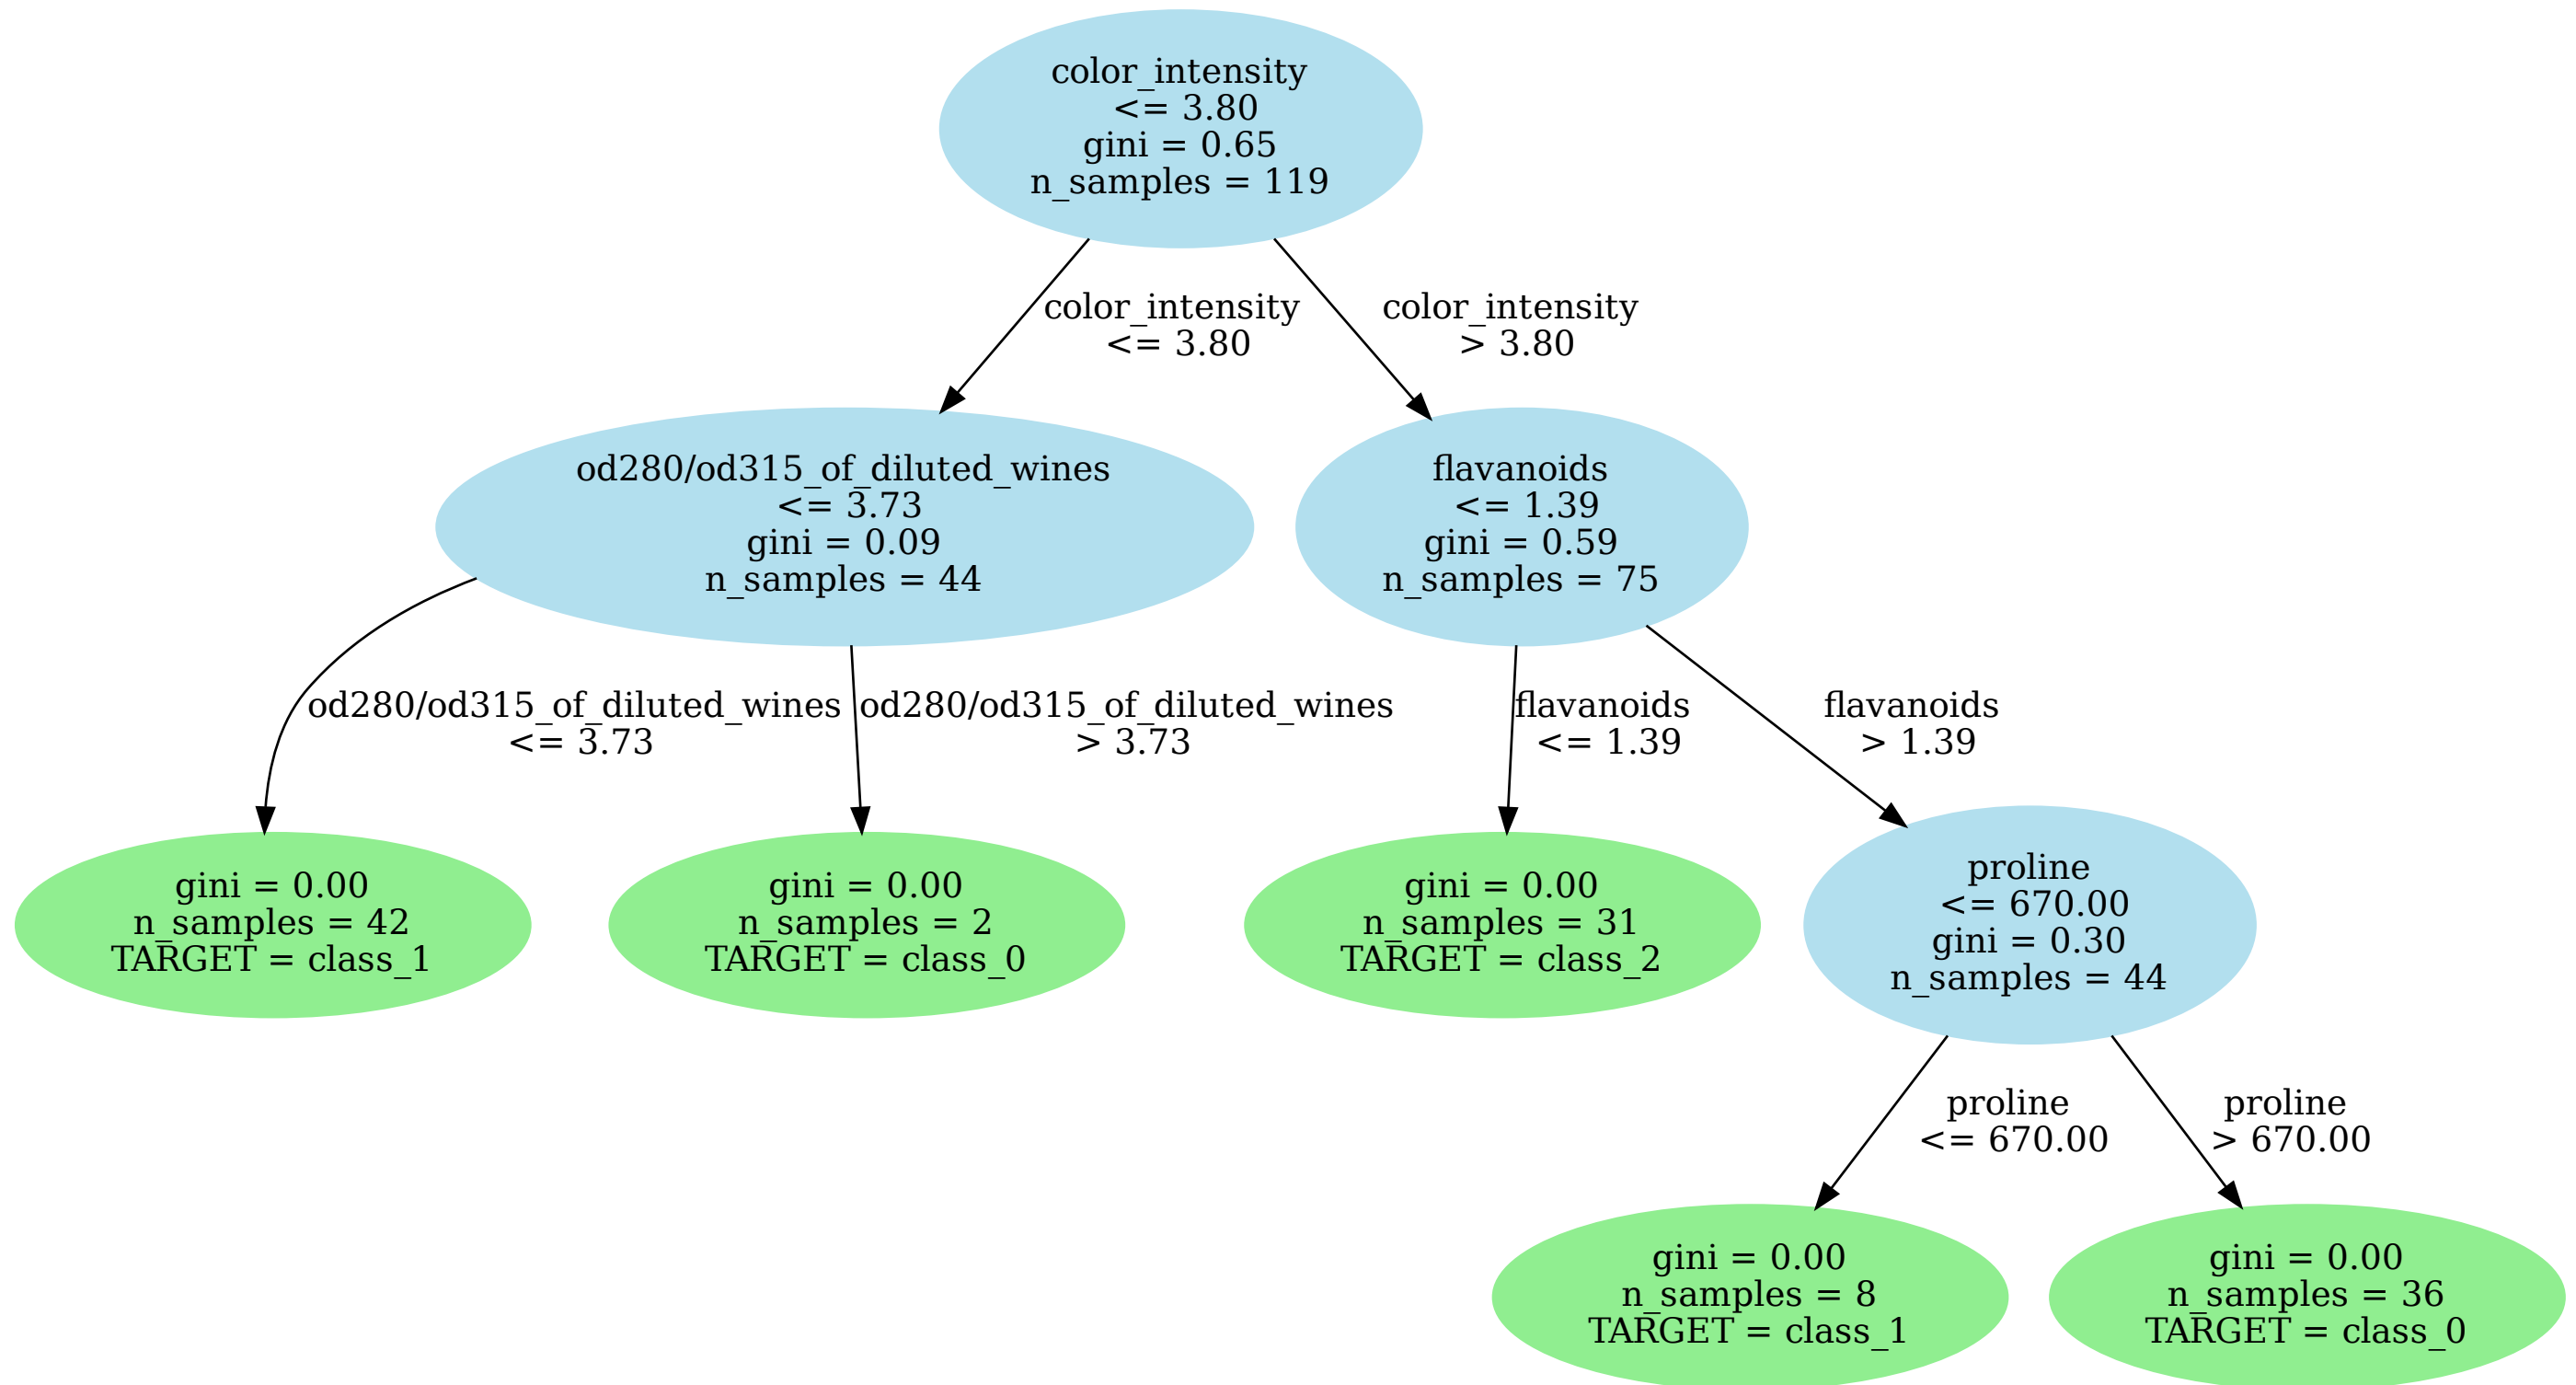 color_intensity
<= 3.80
gini = 0.65
n_samples = 119
color_intensity
<= 3.80
color_intensity
> 3.80
od280/od315_of_diluted_wines
<= 3.73
gini = 0.09
n_samples = 44
flavanoids
<= 1.39
gini = 0.59
n_samples = 75
od280/od315_of_diluted_wines
<= 3.73
od280/od315_of_diluted_wines
> 3.73
flavanoids
<= 1.39
flavanoids
> 1.39
gini = 0.00
n_samples = 42
TARGET = class_1
gini = 0.00
n_samples = 2
TARGET = class_0
gini = 0.00
n_samples = 31
TARGET = class_2
proline
<= 670.00
gini = 0.30
n_samples = 44
proline
<= 670.00
proline
> 670.00
gini = 0.00
n_samples = 8
TARGET = class_1
gini = 0.00
n_samples = 36
TARGET = class_0